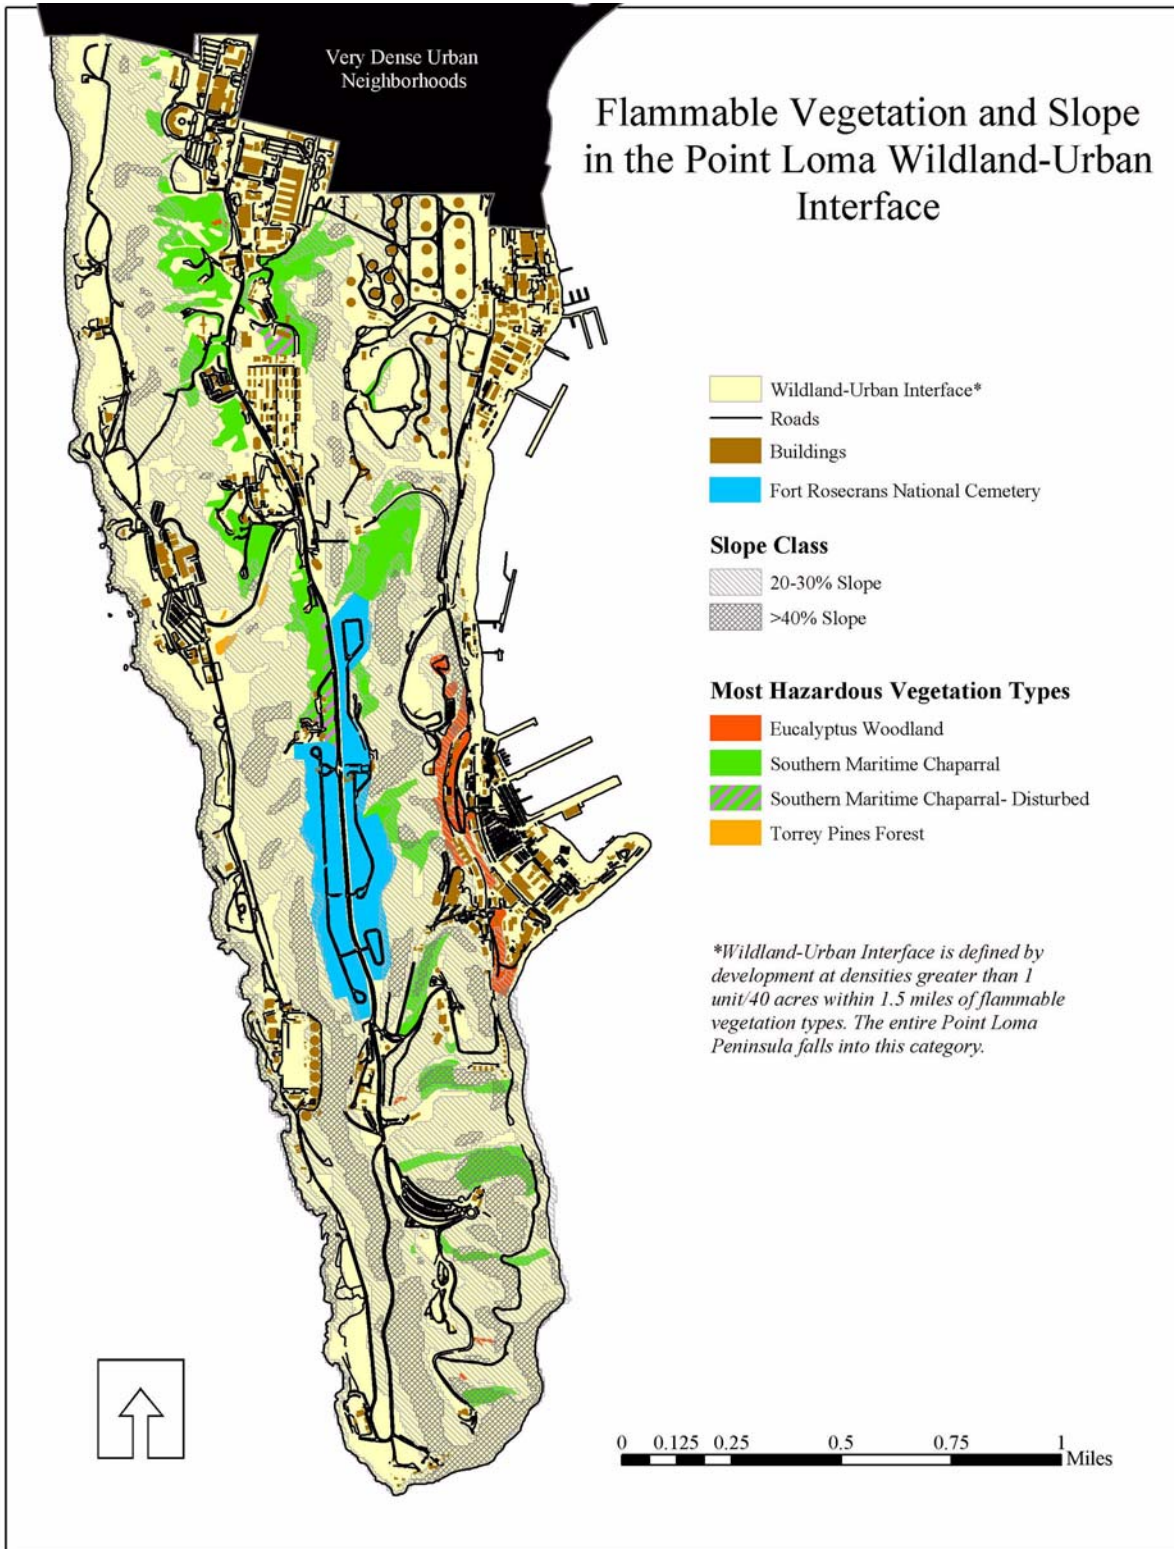 Very Dense Urban
Neighborhoods
Flammable Vegetation and Slope
in the Point Loma Wildland-Urban
Interface
Wildland-Urban Interface*
Roads
Buildings
Fort Rosecrans National Cemetery
Slope Class
20-30% Slope
>40% Slope
Most Hazardous Vegetation Types
Eucalyptus Woodland
Southern Maritime Chaparral
Southern Maritime Chaparral- Disturbed
Torrey Pines Forest
*Wildland-Urban Interface is defined by
development at densities greater than 1
unit/40 acres within 1.5 miles of flammable
vegetation types. The entire Point Loma
Peninsula falls into this category.
0 0.125 0.25 0.5 0.75 1
Miles